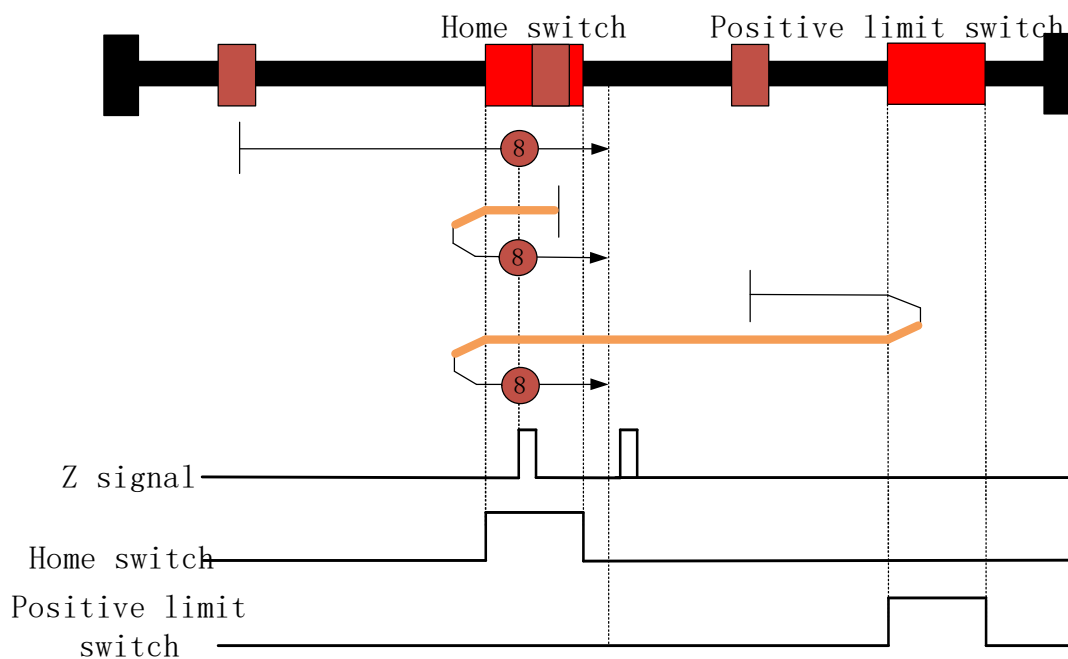 Home switch
Positive limit switch
8
8
8
Z signal
Home switch
Positive limit
switch